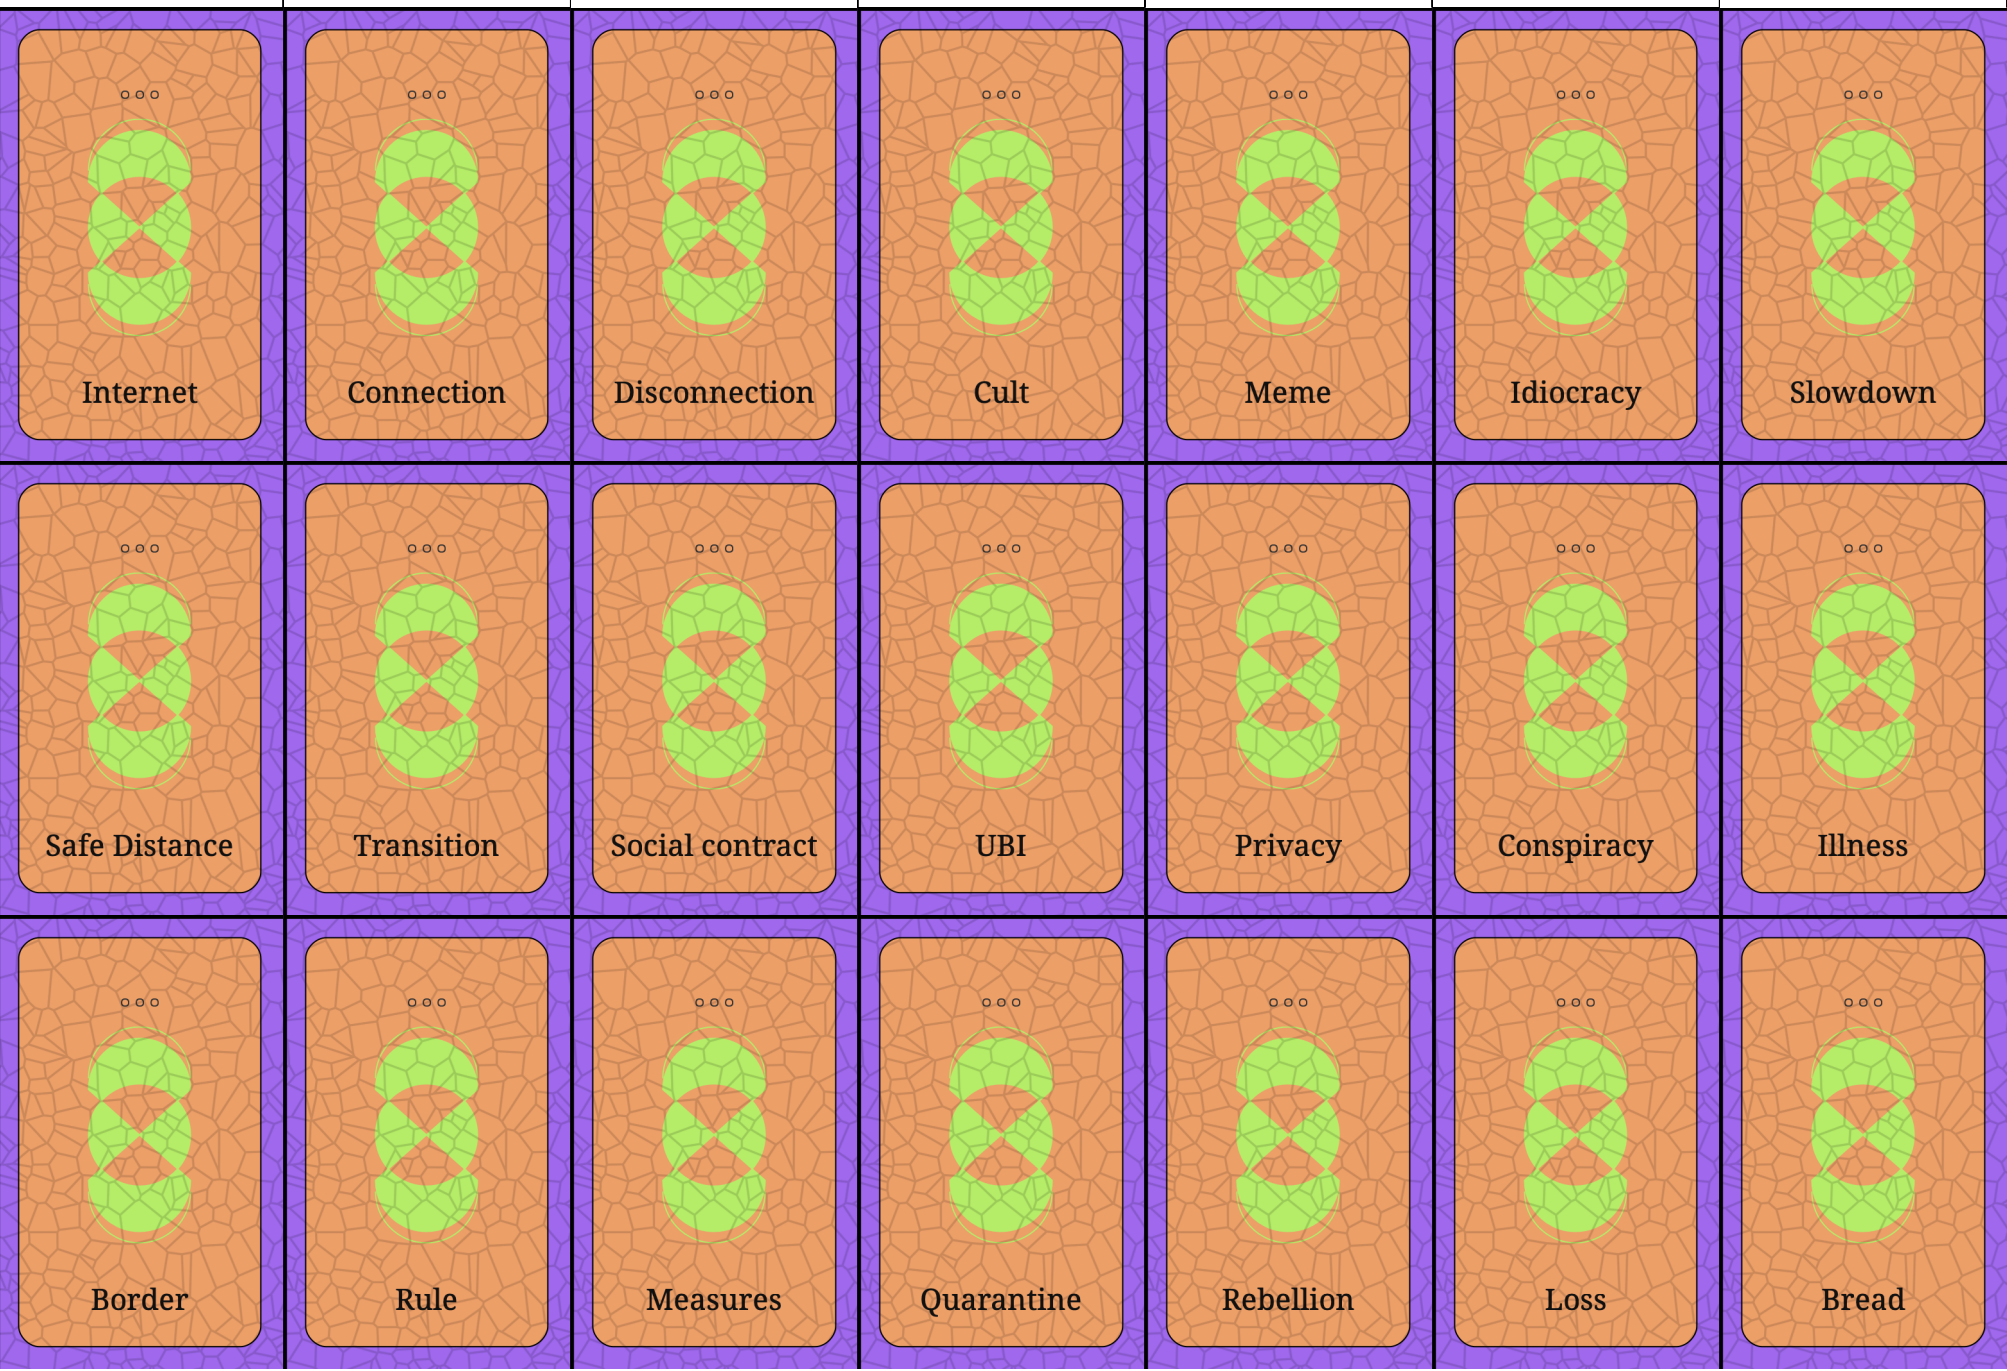 Internet
Connection
Disconnection
Cult
Meme
Idiocracy
Slowdown
Safe Distance
Transition
Social contract
UBI
Privacy
Conspiracy
Illness
Border
Rule
Measures
Quarantine
Rebellion
Loss
Bread